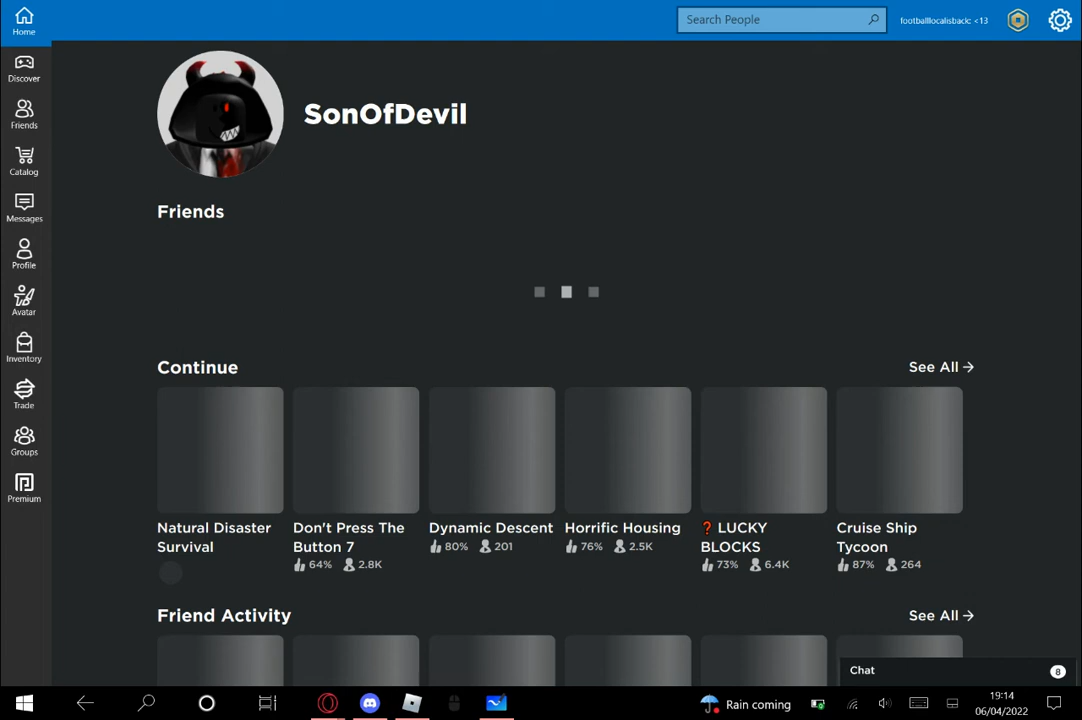 Home
Search People
footballlocalisback: <13
Discover
Friends
Catalog
Messages
Profile
Avatar
Inventory
Trade
Groups
Premium
SonOfDevil
Friends
Continue
See All →
Natural Disaster
Survival
Don't Press The
Button 7
64% 2.8K
Dynamic Descent
80% 201
Horrific Housing
76% 2.5K
❓ LUCKY
BLOCKS
73% 6.4K
Cruise Ship
Tycoon
87% 264
Friend Activity
See All →
Chat
8
Rain coming
19:14
06/04/2022